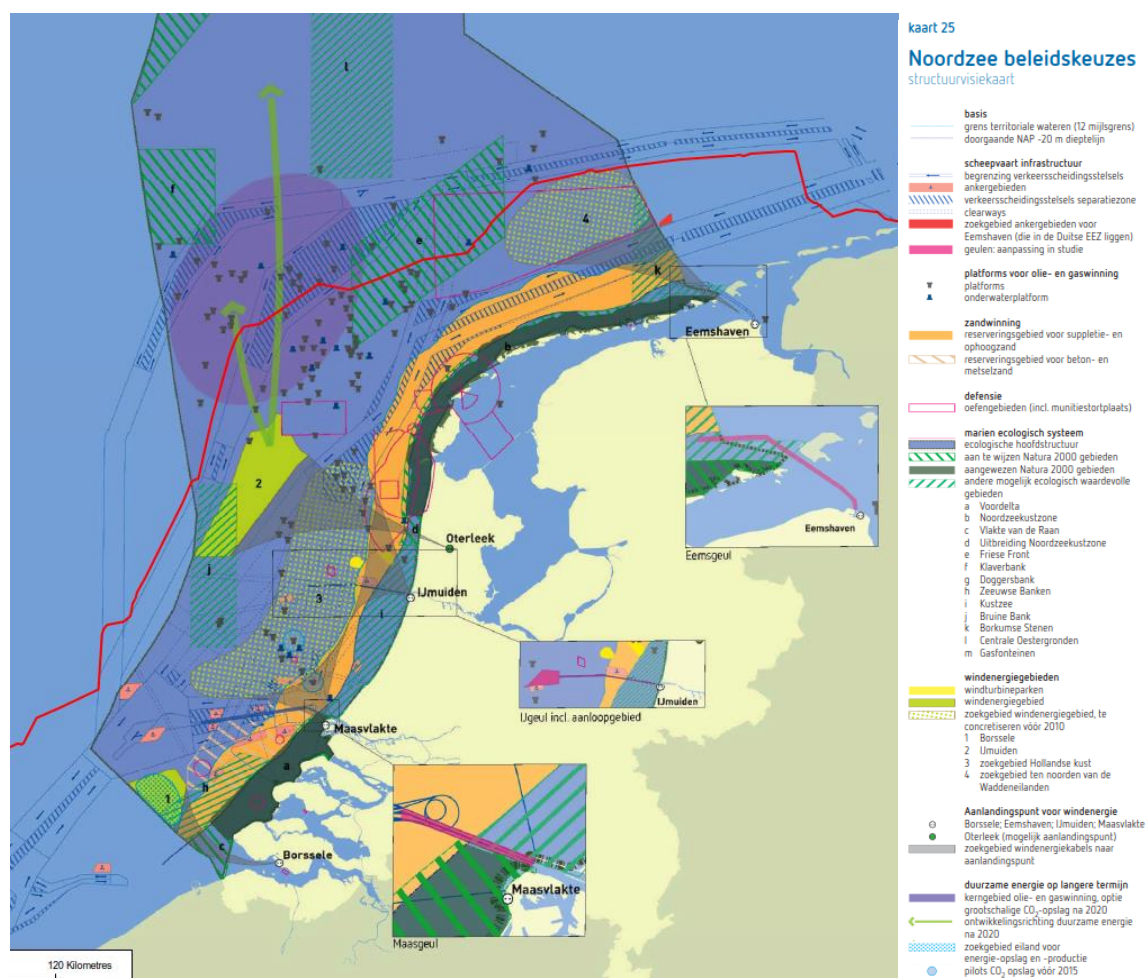 kaart 25
Noordzee beleidskeuzes
structuurvisiekaart
basis
grens territoriale wateren (12 mijlsgrens)
doorgaande NAP -20 m dieptelijn
scheepvaart infrastructuur
begrenzing verkeersscheidingsstelsels
ankergebieden
verkeersscheidingsstelsels separatiezone
clearways
zoekgebied ankergebieden voor
Eemshaven (die in de Duitse EEZ liggen)
geulen: aanpassing in studie
platforms voor olie- en gaswinning
platforms
onderwaterplatform
zandwinning
reserveringsgebied voor suppletie- en
ophoogzand
reserveringsgebied voor beton- en
metselzand
defensie
oefengebieden (incl. munitiestortplaats)
marien ecologisch systeem
ecologische hoofdstructuur
aan te wijzen Natura 2000 gebieden
aangewezen Natura 2000 gebieden
andere mogelijk ecologisch waardevolle
gebieden
a Voordelta
b Noordzeekustzone
c Vlakte van de Raan
d Uitbreiding Noordzeekustzone
e Friese Front
f Klaverbank
g Doggersbank
h Zeeuwse Banken
i Kustzee
j Bruine Bank
k Borkumse Stenen
l Centrale Oestergronden
m Gasfonteinen
windenergiegebieden
windturbineparken
windenergiegebied
zoekgebied windenergiegebied, te
concretiseren vóór 2010
1 Borssele
2 IJmuiden
3 zoekgebied Hollandse kust
4 zoekgebied ten noorden van de
Waddeneilanden
Aanlandingspunt voor windenergie
Borssele; Eemshaven; IJmuiden; Maasvlakte
Oterleek (mogelijk aanlandingspunt)
zoekgebied windenergiekabels naar
aanlandingspunt
duurzame energie op langere termijn
kerngebied olie- en gaswinning, optie
grootschalige CO2-opslag na 2020
ontwikkelingsrichting duurzame energie
na 2020
zoekgebied eiland voor
energie-opslag en -productie
pilots CO2 opslag vóór 2015
l
f
e
4
k
Eemshaven
b
2
Eemshaven
Eemsgeul
d
Oterleek
j
3
i
IJmuiden
IJmuiden
IJgeul incl. aanloopgebied
Maasvlakte
a
h
1
c
Borssele
Maasvlakte
Maasgeul
120 Kilometres